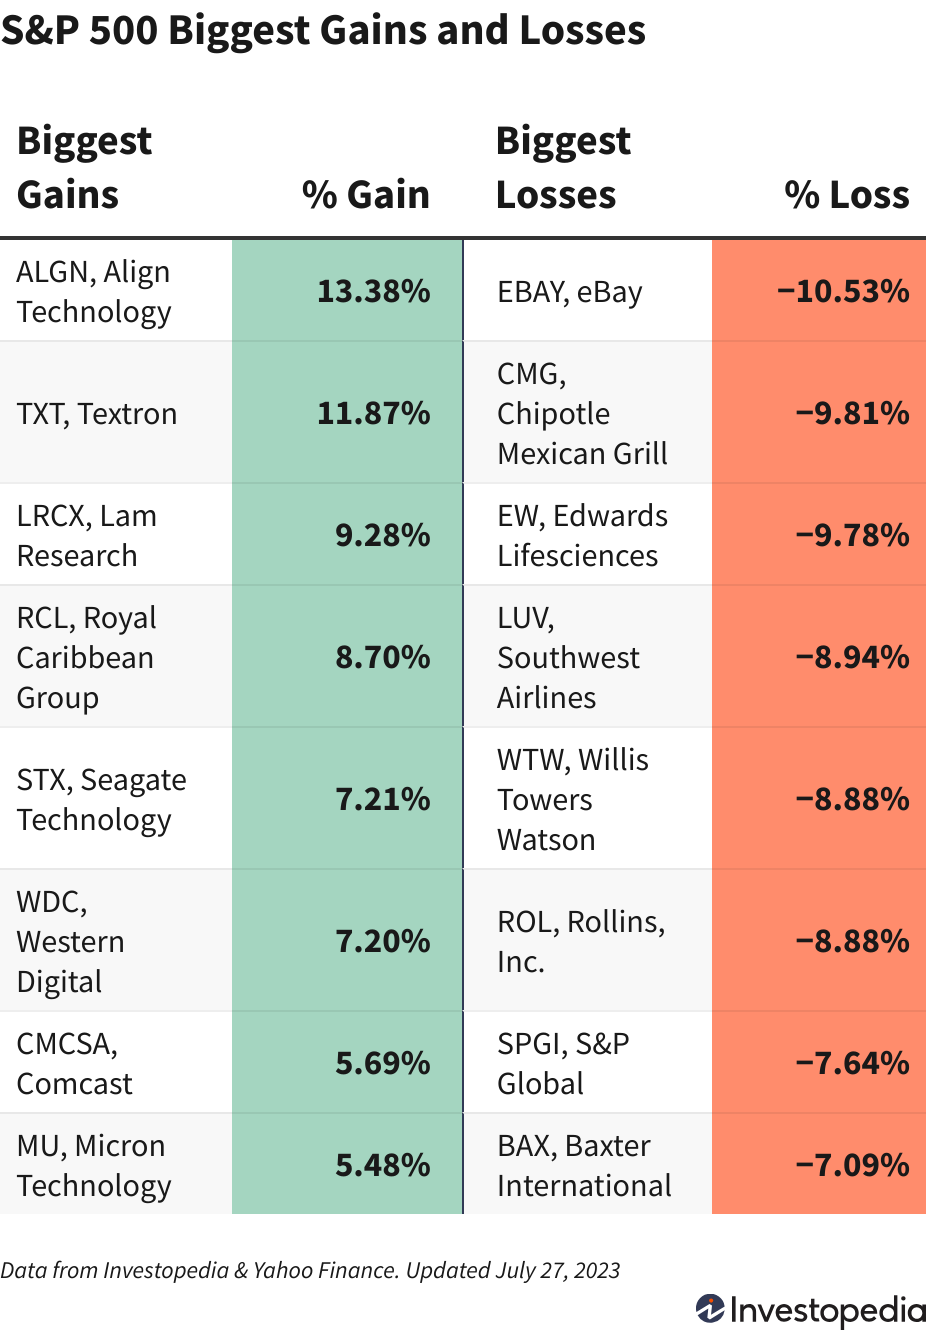 S&P 500 Biggest Gains and Losses
Biggest
Gains
% Gain
Biggest
Losses
% Loss
ALGN, Align
Technology
13.38%
EBAY, eBay
−10.53%
TXT, Textron
11.87%
CMG,
Chipotle
Mexican Grill
−9.81%
LRCX, Lam
Research
9.28%
EW, Edwards
Lifesciences
−9.78%
RCL, Royal
Caribbean
Group
8.70%
LUV,
Southwest
Airlines
−8.94%
STX, Seagate
Technology
7.21%
WTW, Willis
Towers
Watson
−8.88%
WDC,
Western
Digital
7.20%
ROL, Rollins,
Inc.
−8.88%
CMCSA,
Comcast
5.69%
SPGI, S&P
Global
−7.64%
MU, Micron
Technology
5.48%
BAX, Baxter
International
−7.09%
Data from Investopedia & Yahoo Finance. Updated July 27, 2023
Investopedia